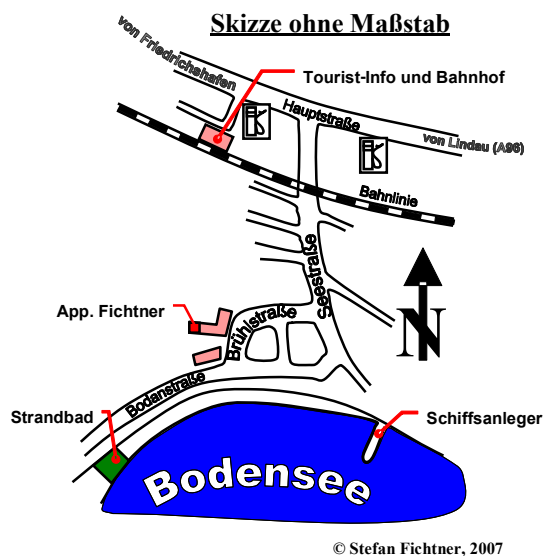 Skizze ohne Maßstab
von Friedrichshafen
Tourist-Info und Bahnhof
Hauptstraße
von Lindau (A96)
Bahnlinie
Seestraße
App. Fichtner
Brühlstraße
N
Bodanstraße
Strandbad
Schiffsanleger
Bodensee
© Stefan Fichtner, 2007